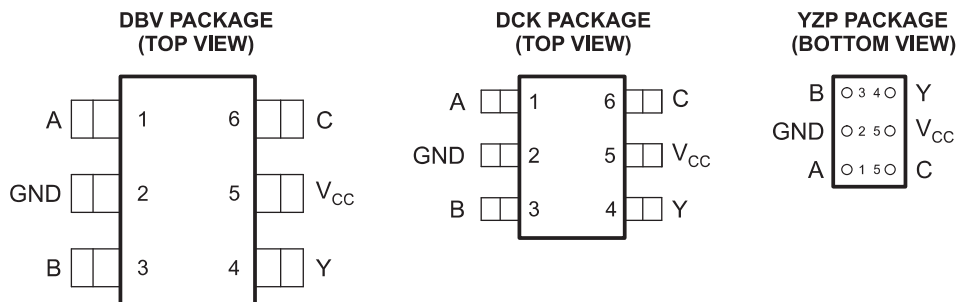 DBV PACKAGE
(TOP VIEW)
A 1 6 C
GND 2 5 VCC
B 3 4 Y
DCK PACKAGE
(TOP VIEW)
A 1 6 C
GND 2 5 VCC
B 3 4 Y
YZP PACKAGE
(BOTTOM VIEW)
B 3 4 Y
GND 2 5 VCC
A 1 5 C